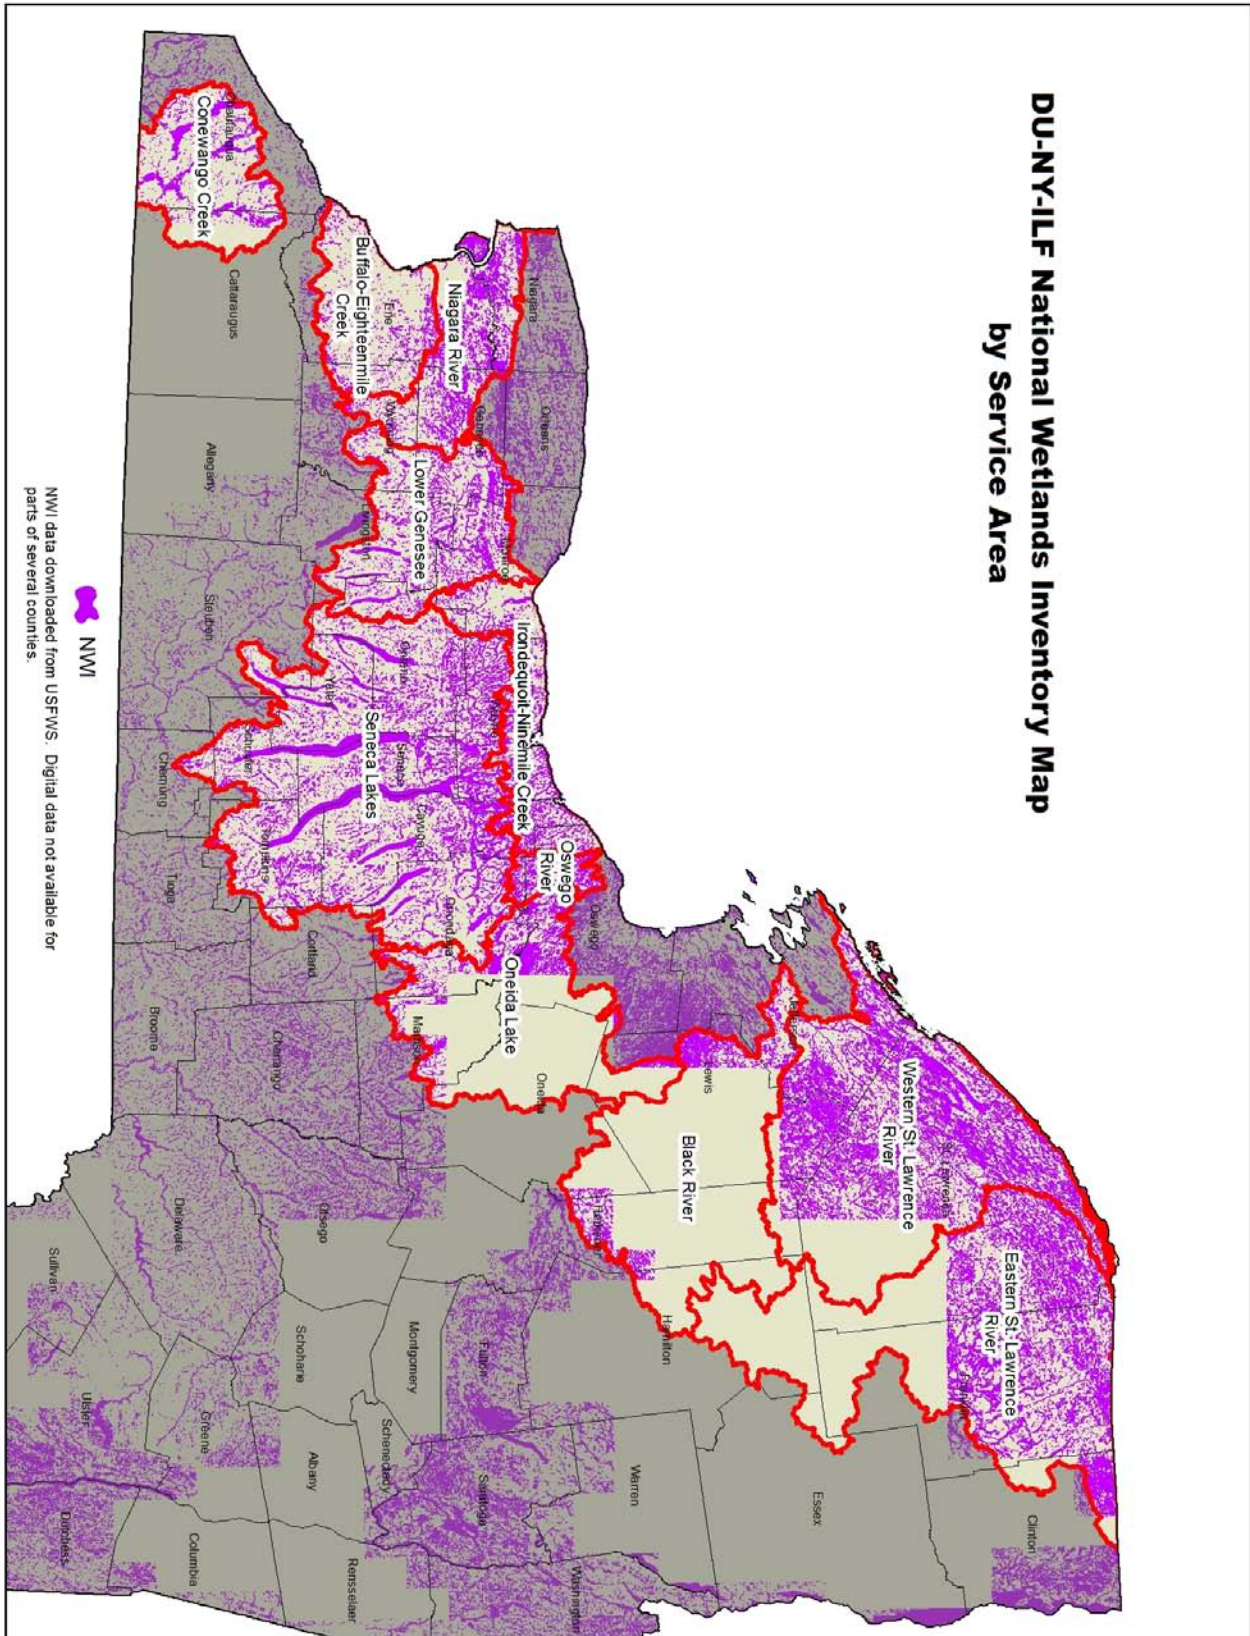 DU-NY-ILF National Wetlands Inventory Map
by Service Area
Western St. Lawrence
River
Eastern St. Lawrence
River
St. Lawrence
Franklin
Clinton
Jefferson
Lewis
Black River
Essex
Hamilton
Herkimer
Warren
Washington
Oswego
Oswego
River
Oneida Lake
Oneida
Irondequoit-Ninemile Creek
Niagara
Orleans
Monroe
Wayne
Niagara River
Genesee
Lower Genesee
Buffalo-Eighteenmile
Creek
Erie
Wyoming
Livingston
Ontario
Seneca
Seneca Lakes
Cayuga
Onondaga
Madison
Fulton
Saratoga
Montgomery
Schenectady
Yates
Schuyler
Tompkins
Cortland
Chenango
Otsego
Schoharie
Albany
Rensselaer
Chautauqua
Conewango Creek
Cattaraugus
Allegany
Steuben
Chemung
Tioga
Broome
Delaware
Greene
Columbia
Sullivan
Ulster
Dutchess
NWI
NWI data downloaded from USFWS. Digital data not available for
parts of several counties.